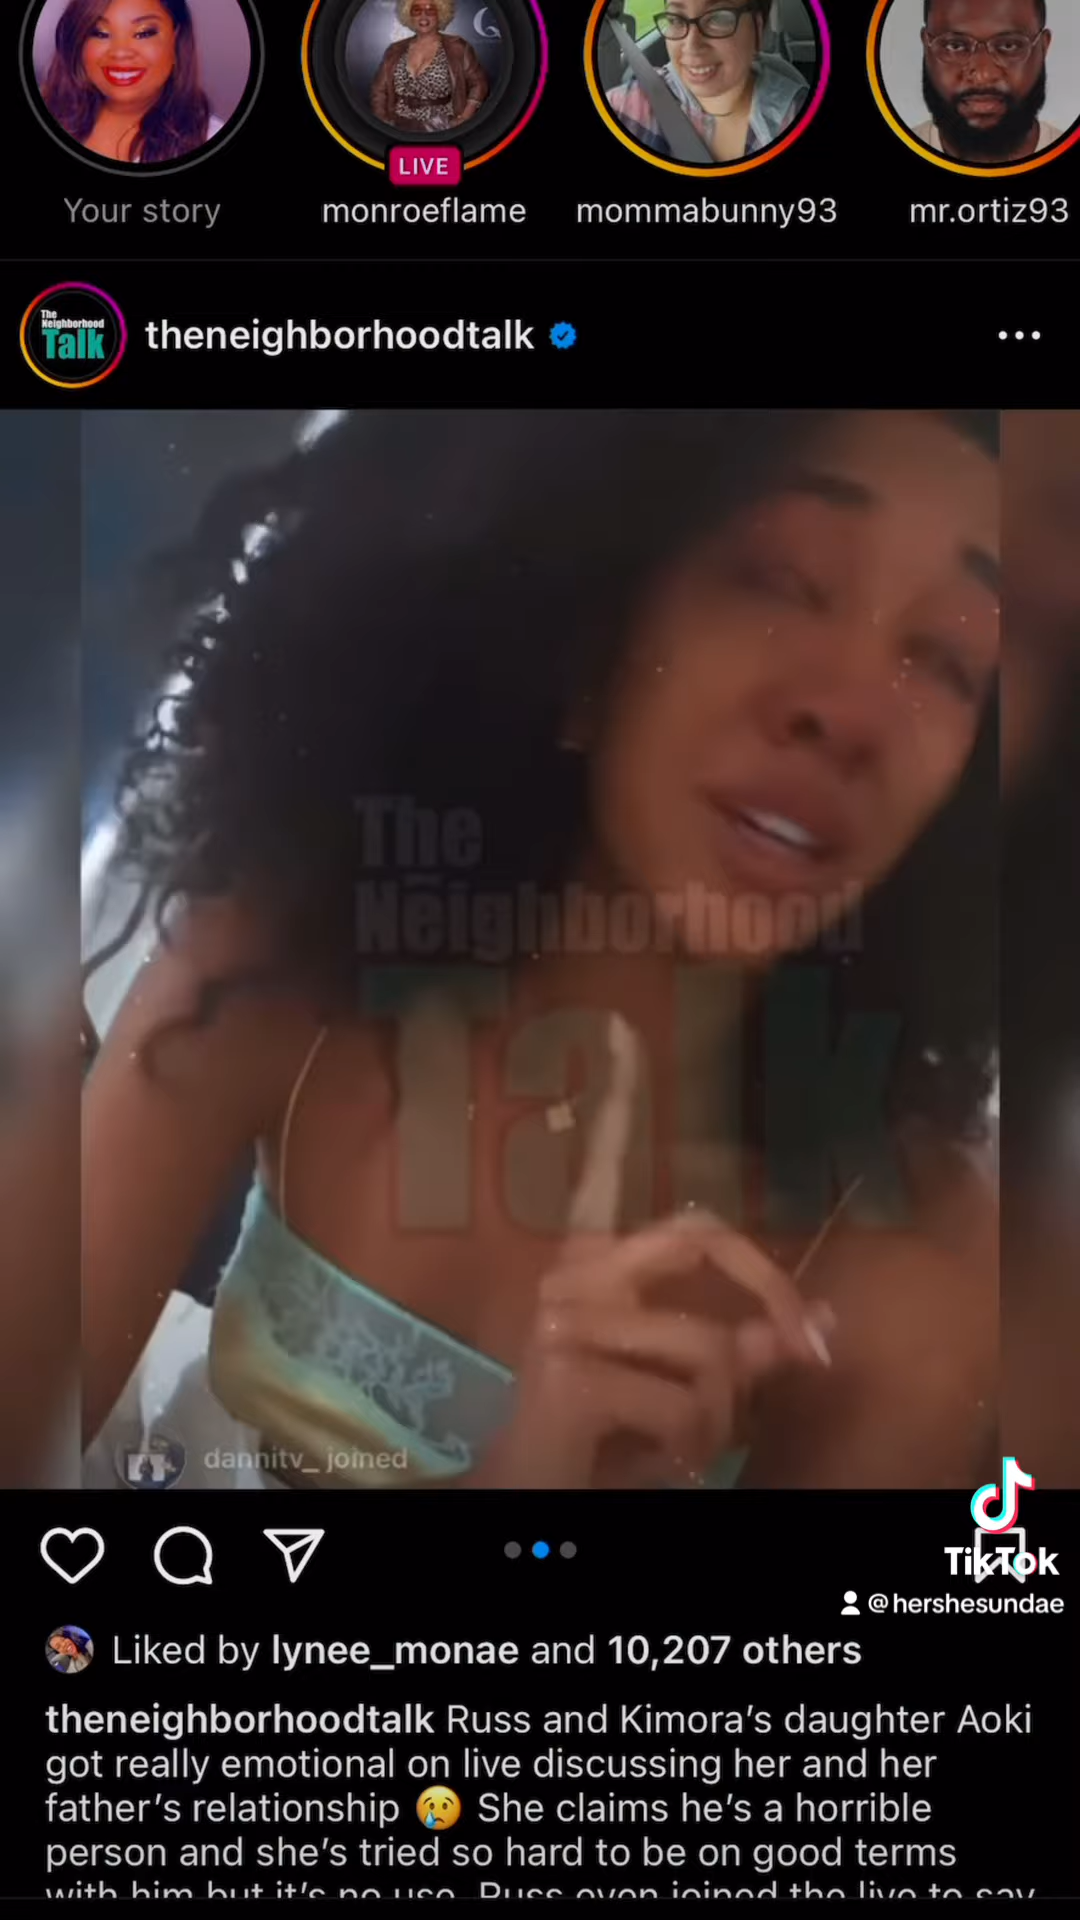 LIVE
Your story
monroeflame
mommabunny93
mr.ortiz93
The
Neighborhood
Talk
theneighborhoodtalk
The
Neighborhood
Talk
dannitv_ joined
TikTok
@hershesundae
Liked by lynee_monae and 10,207 others
theneighborhoodtalk Russ and Kimora’s daughter Aoki
got really emotional on live discussing her and her
father’s relationship 😢 She claims he’s a horrible
person and she’s tried so hard to be on good terms
with him but it’s no use. Russ even joined the live to say